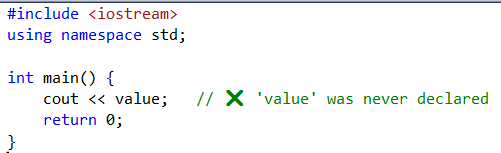 #include <iostream>
using namespace std;

int main() {
    cout << value;   // ❌ 'value' was never declared
    return 0;
}